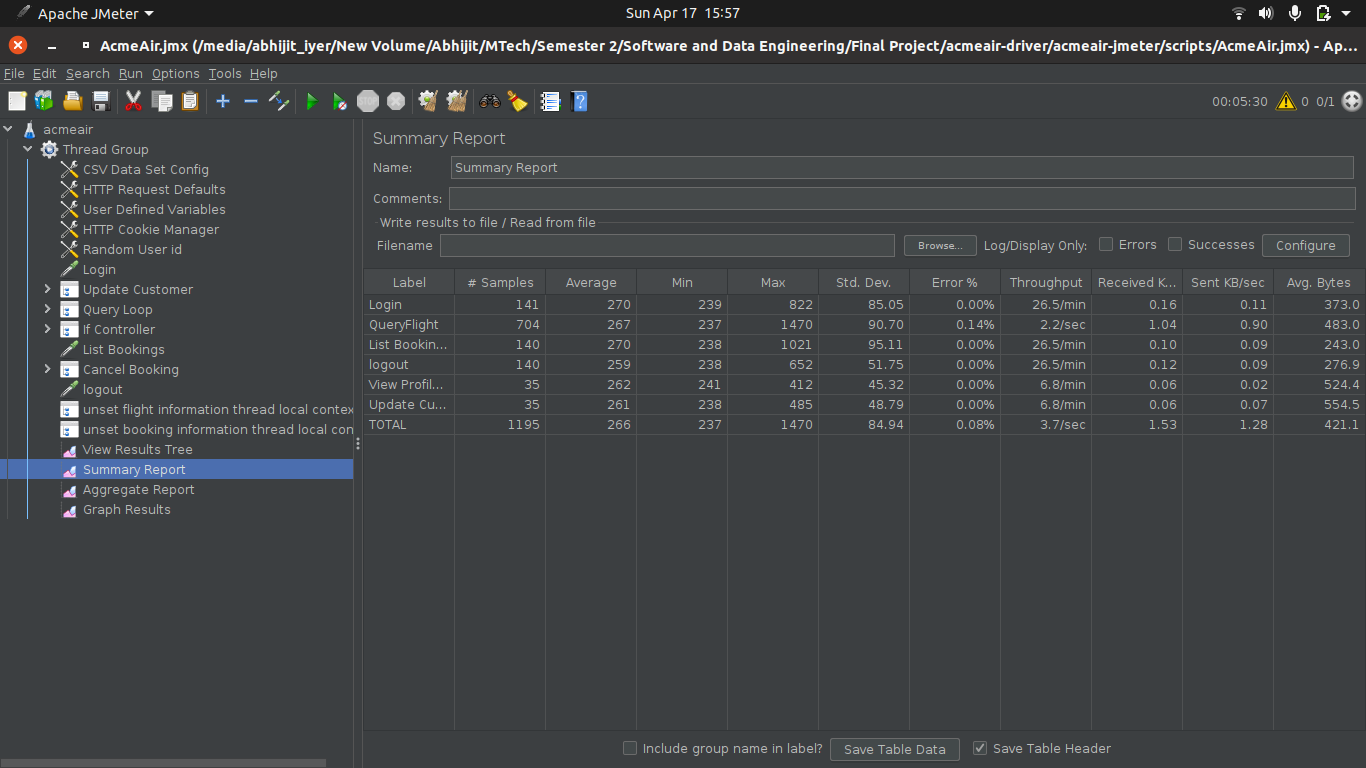 Apache JMeter
Sun Apr 17 15:57
AcmeAir.jmx (/media/abhijit_iyer/New Volume/Abhijit/MTech/Semester 2/Software and Data Engineering/Final Project/acmeair-driver/acmeair-jmeter/scripts/AcmeAir.jmx) - Ap...
File Edit Search Run Options Tools Help
STOP
00:05:30 0 0/1
acmeair
Thread Group
CSV Data Set Config
HTTP Request Defaults
User Defined Variables
HTTP Cookie Manager
Random User id
Login
Update Customer
Query Loop
If Controller
List Bookings
Cancel Booking
logout
unset flight information thread local contex
unset booking information thread local con
View Results Tree
Summary Report
Aggregate Report
Graph Results
Summary Report
Name: Summary Report
Comments:
Write results to file / Read from file
Filename Browse... Log/Display Only: Errors Successes Configure
Label # Samples Average Min Max Std. Dev. Error % Throughput Received K... Sent KB/sec Avg. Bytes
Login 141 270 239 822 85.05 0.00% 26.5/min 0.16 0.11 373.0
QueryFlight 704 267 237 1470 90.70 0.14% 2.2/sec 1.04 0.90 483.0
List Bookin... 140 270 238 1021 95.11 0.00% 26.5/min 0.10 0.09 243.0
logout 140 259 238 652 51.75 0.00% 26.5/min 0.12 0.09 276.9
View Profil... 35 262 241 412 45.32 0.00% 6.8/min 0.06 0.02 524.4
Update Cu... 35 261 238 485 48.79 0.00% 6.8/min 0.06 0.07 554.5
TOTAL 1195 266 237 1470 84.94 0.08% 3.7/sec 1.53 1.28 421.1
Include group name in label? Save Table Data Save Table Header